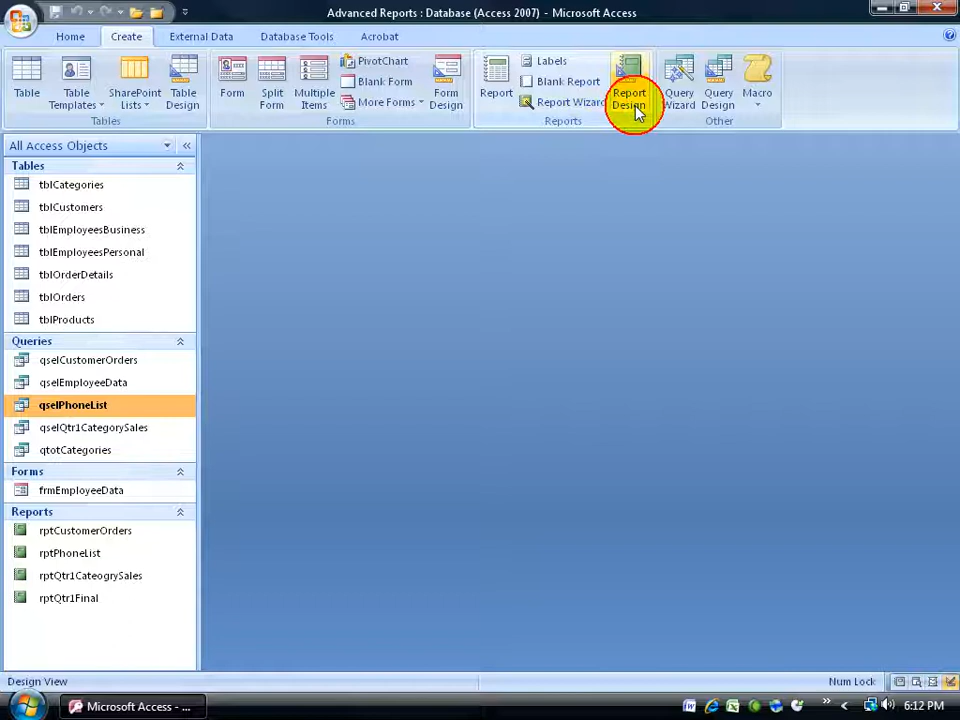 Advanced Reports : Database (Access 2007) - Microsoft Access
Home Create External Data Database Tools Acrobat
Table
Table Templates
SharePoint Lists
Table Design
Tables
Form
Split Form
Multiple Items
PivotChart
Blank Form
More Forms
Form Design
Forms
Report
Labels
Blank Report
Report Wizard
Report Design
Reports
Query Wizard
Query Design
Macro
Other
All Access Objects
Tables
tblCategories
tblCustomers
tblEmployeesBusiness
tblEmployeesPersonal
tblOrderDetails
tblOrders
tblProducts
Queries
qselCustomerOrders
qselEmployeeData
qselPhoneList
qselQtr1CategorySales
qtotCategories
Forms
frmEmployeeData
Reports
rptCustomerOrders
rptPhoneList
rptQtr1CateogrySales
rptQtr1Final
Design View
Num Lock
Microsoft Access - ...
6:12 PM